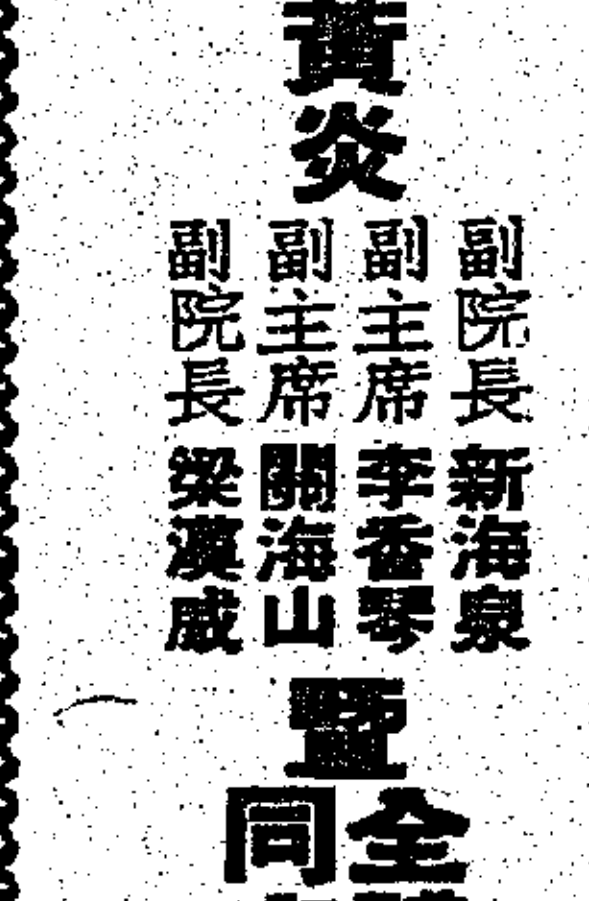 黃炎
副院長 新海泉
副主席 李香琴
副主席 關海山
副院長 梁漢威
暨
全
同